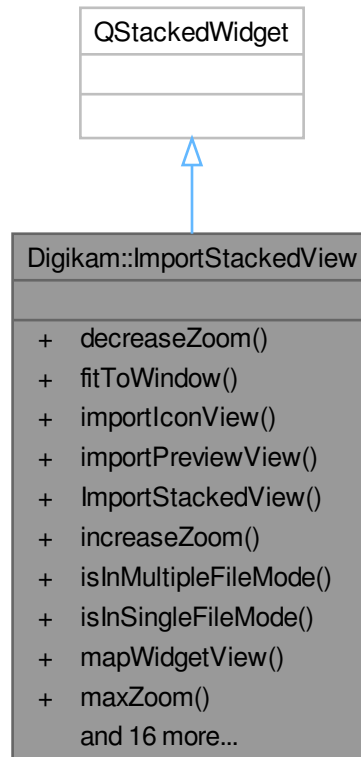 QStackedWidget
Digikam::ImportStackedView
+ decreaseZoom()
+ fitToWindow()
+ importIconView()
+ importPreviewView()
+ ImportStackedView()
+ increaseZoom()
+ isInMultipleFileMode()
+ isInSingleFileMode()
+ mapWidgetView()
+ maxZoom()
and 16 more...